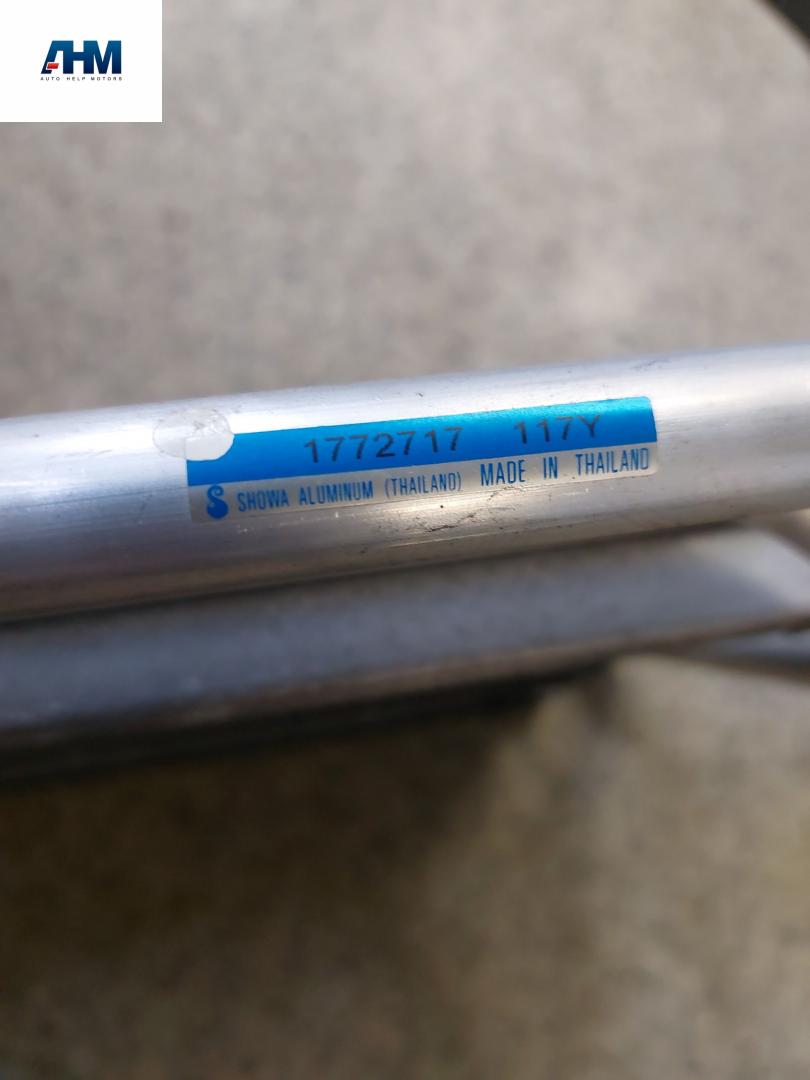 AHM
AUTO HELP MOTORS
1772717 117Y
SHOWA ALUMINUM (THAILAND) MADE IN THAILAND